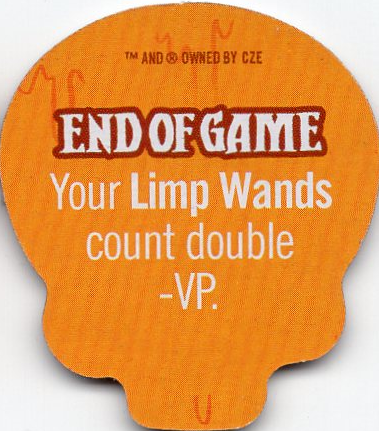 ™ AND ® OWNED BY CZE
END OF GAME
Your Limp Wands
count double
-VP.